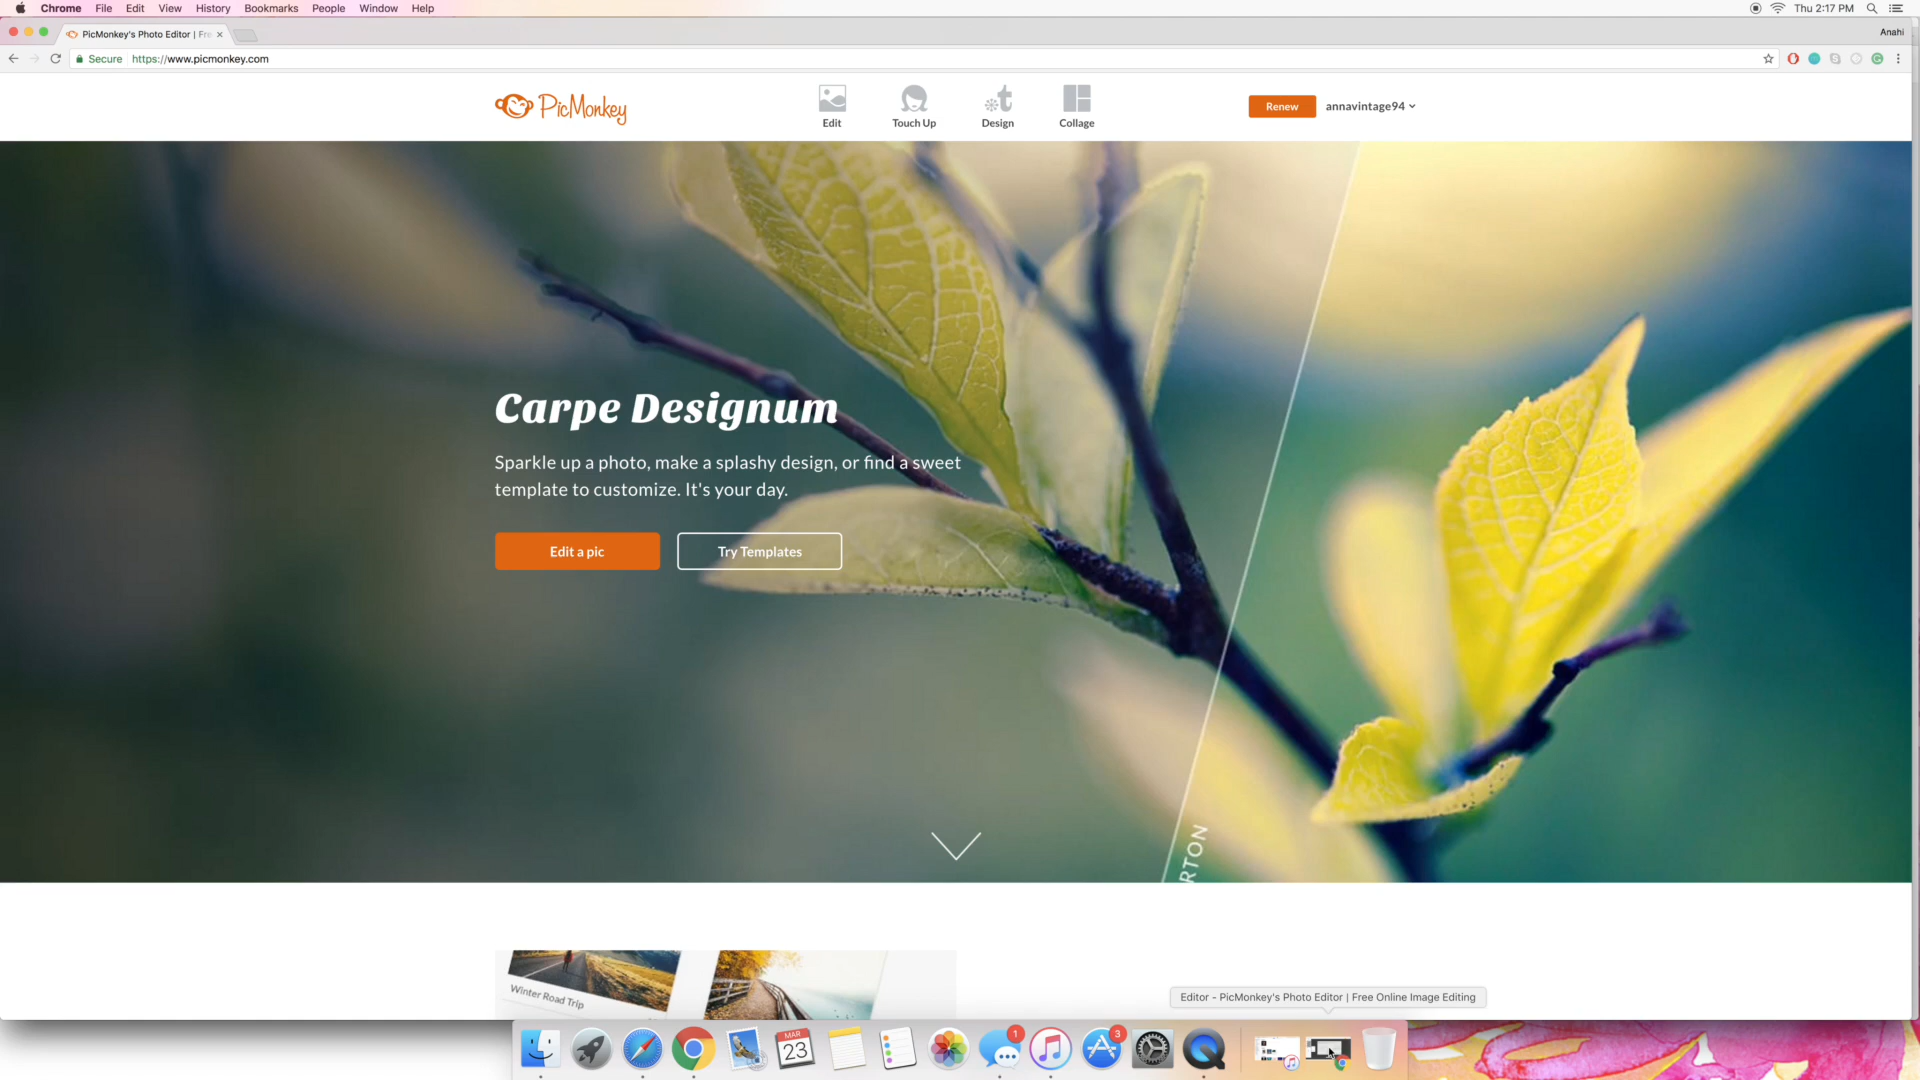 Chrome File Edit View History Bookmarks People Window Help
Thu 2:17 PM
PicMonkey's Photo Editor | Fre
Anahi
Secure https://www.picmonkey.com
PicMonkey
Edit
Touch Up
Design
Collage
Renew
annavintage94
Carpe Designum
Sparkle up a photo, make a splashy design, or find a sweet
template to customize. It's your day.
Edit a pic
Try Templates
RTON
Winter Road Trip
Editor - PicMonkey's Photo Editor | Free Online Image Editing
MAR
23
1
3